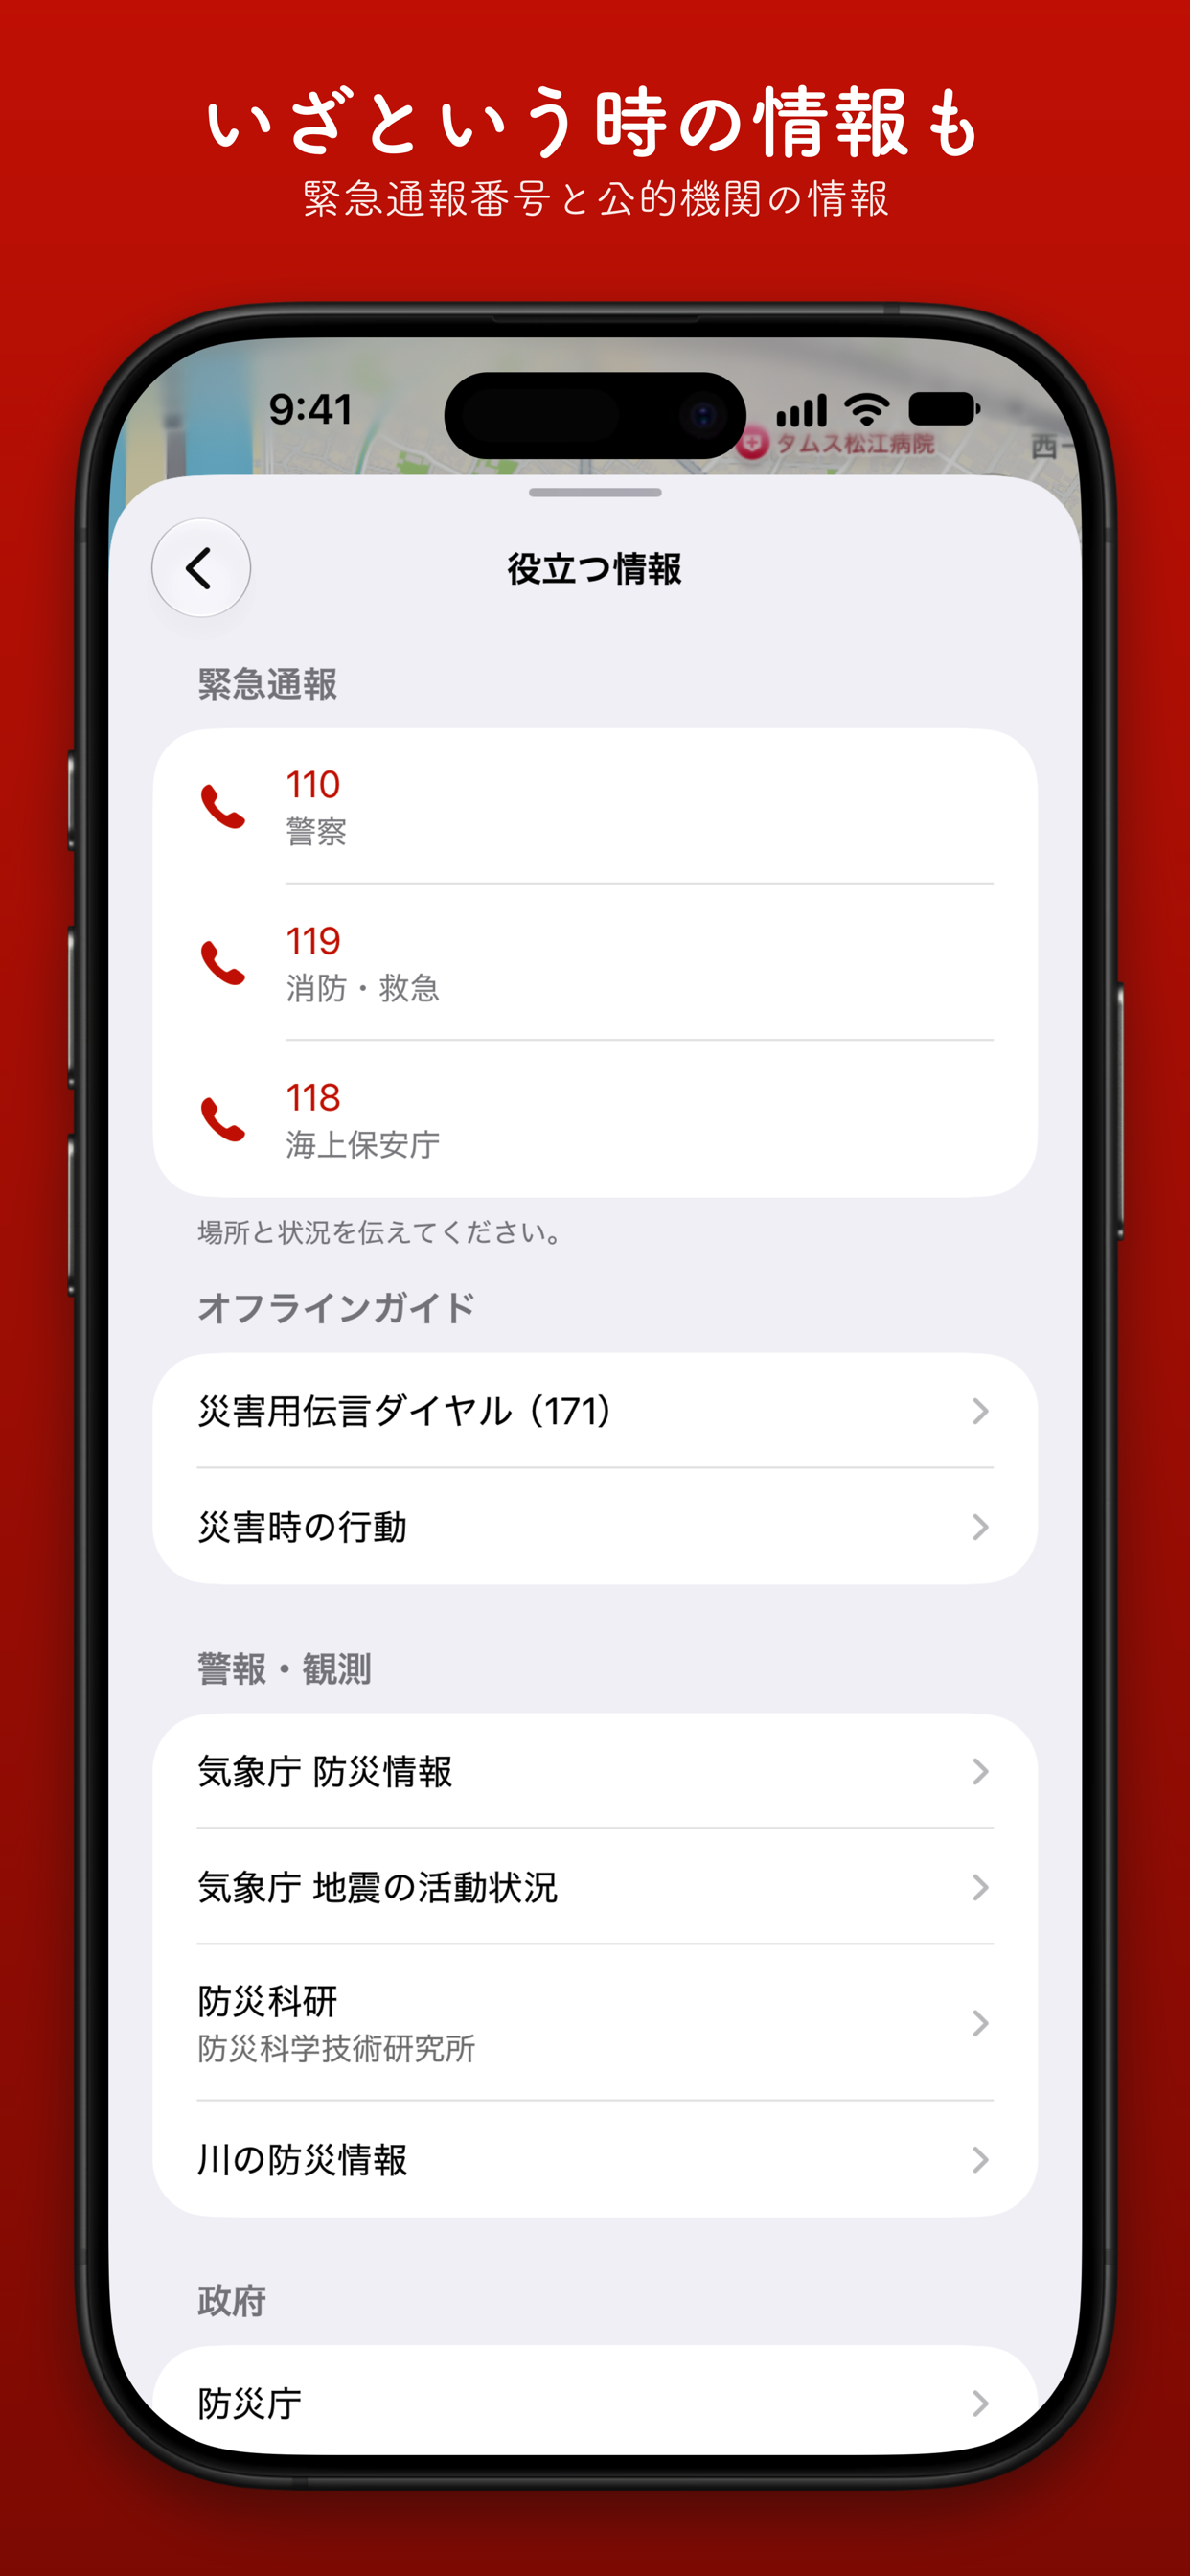 いざという時の情報も
緊急通報番号と公的機関の情報
9:41
タムス松江病院
西一
役立つ情報
緊急通報
110
警察
119
消防・救急
118
海上保安庁
場所と状況を伝えてください。
オフラインガイド
災害用伝言ダイヤル（171）
災害時の行動
警報・観測
気象庁 防災情報
気象庁 地震の活動状況
防災科研
防災科学技術研究所
川の防災情報
政府
防災庁